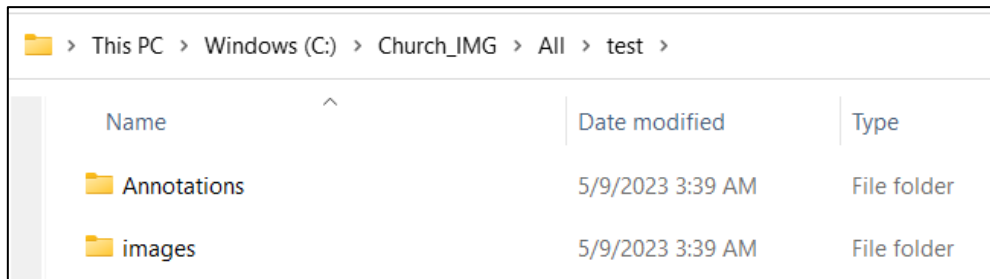 This PC > Windows (C:) > Church_IMG > All > test >
Name Date modified Type
Annotations 5/9/2023 3:39 AM File folder
images 5/9/2023 3:39 AM File folder